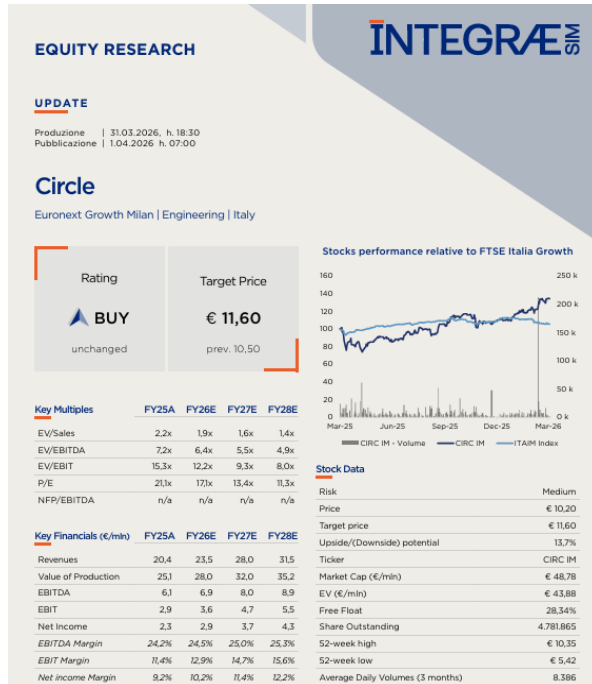 EQUITY RESEARCH
INTEGRÆ SIM
UPDATE
Produzione | 31.03.2026, h. 18:30
Pubblicazione | 1.04.2026 h. 07:00
Circle
Euronext Growth Milan | Engineering | Italy
Rating
BUY
unchanged
Target Price
€ 11,60
prev. 10,50
Key Multiples FY25A FY26E FY27E FY28E
EV/Sales 2,2x 1,9x 1,6x 1,4x
EV/EBITDA 7,2x 6,4x 5,5x 4,9x
EV/EBIT 15,3x 12,2x 9,3x 8,0x
P/E 21,1x 17,1x 13,4x 11,3x
NFP/EBITDA n/a n/a n/a n/a
Key Financials (€/mln) FY25A FY26E FY27E FY28E
Revenues 20,4 23,5 28,0 31,5
Value of Production 25,1 28,0 32,0 35,2
EBITDA 6,1 6,9 8,0 8,9
EBIT 2,9 3,6 4,7 5,5
Net Income 2,3 2,9 3,7 4,3
EBITDA Margin 24,2% 24,5% 25,0% 25,3%
EBIT Margin 11,4% 12,9% 14,7% 15,6%
Net income Margin 9,2% 10,2% 11,4% 12,2%
Stocks performance relative to FTSE Italia Growth
160 250 k
140
120 200 k
100 150 k
80
60 100 k
40 50 k
20
0 0 k
Mar-25 Jun-25 Sep-25 Dec-25 Mar-26
CIRC IM - Volume CIRC IM ITAIM Index
Stock Data
Risk Medium
Price € 10,20
Target price € 11,60
Upside/(Downside) potential 13,7%
Ticker CIRC IM
Market Cap (€/mln) € 48,78
EV (€/mln) € 43,88
Free Float 28,34%
Share Outstanding 4.781.865
52-week high € 10,35
52-week low € 5,42
Average Daily Volumes (3 months) 8.386